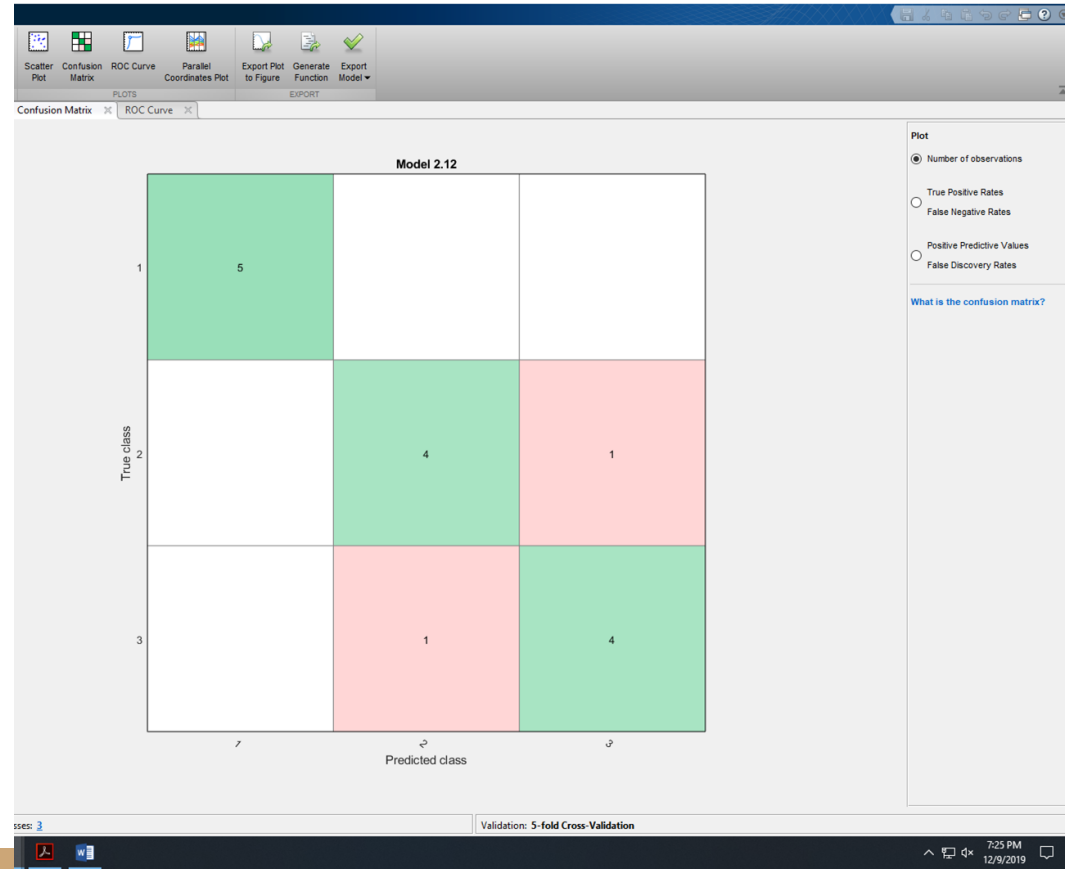 Scatter Plot
Confusion Matrix
ROC Curve
Parallel Coordinates Plot
Export Plot to Figure
Generate Function
Export Model
PLOTS
EXPORT
Confusion Matrix
ROC Curve
Model 2.12
1
5
True class
2
4
1
3
1
4
1
2
3
Predicted class
Plot
Number of observations
True Positive Rates
False Negative Rates
Positive Predictive Values
False Discovery Rates
What is the confusion matrix?
sses: 3
Validation: 5-fold Cross-Validation
7:25 PM
12/9/2019